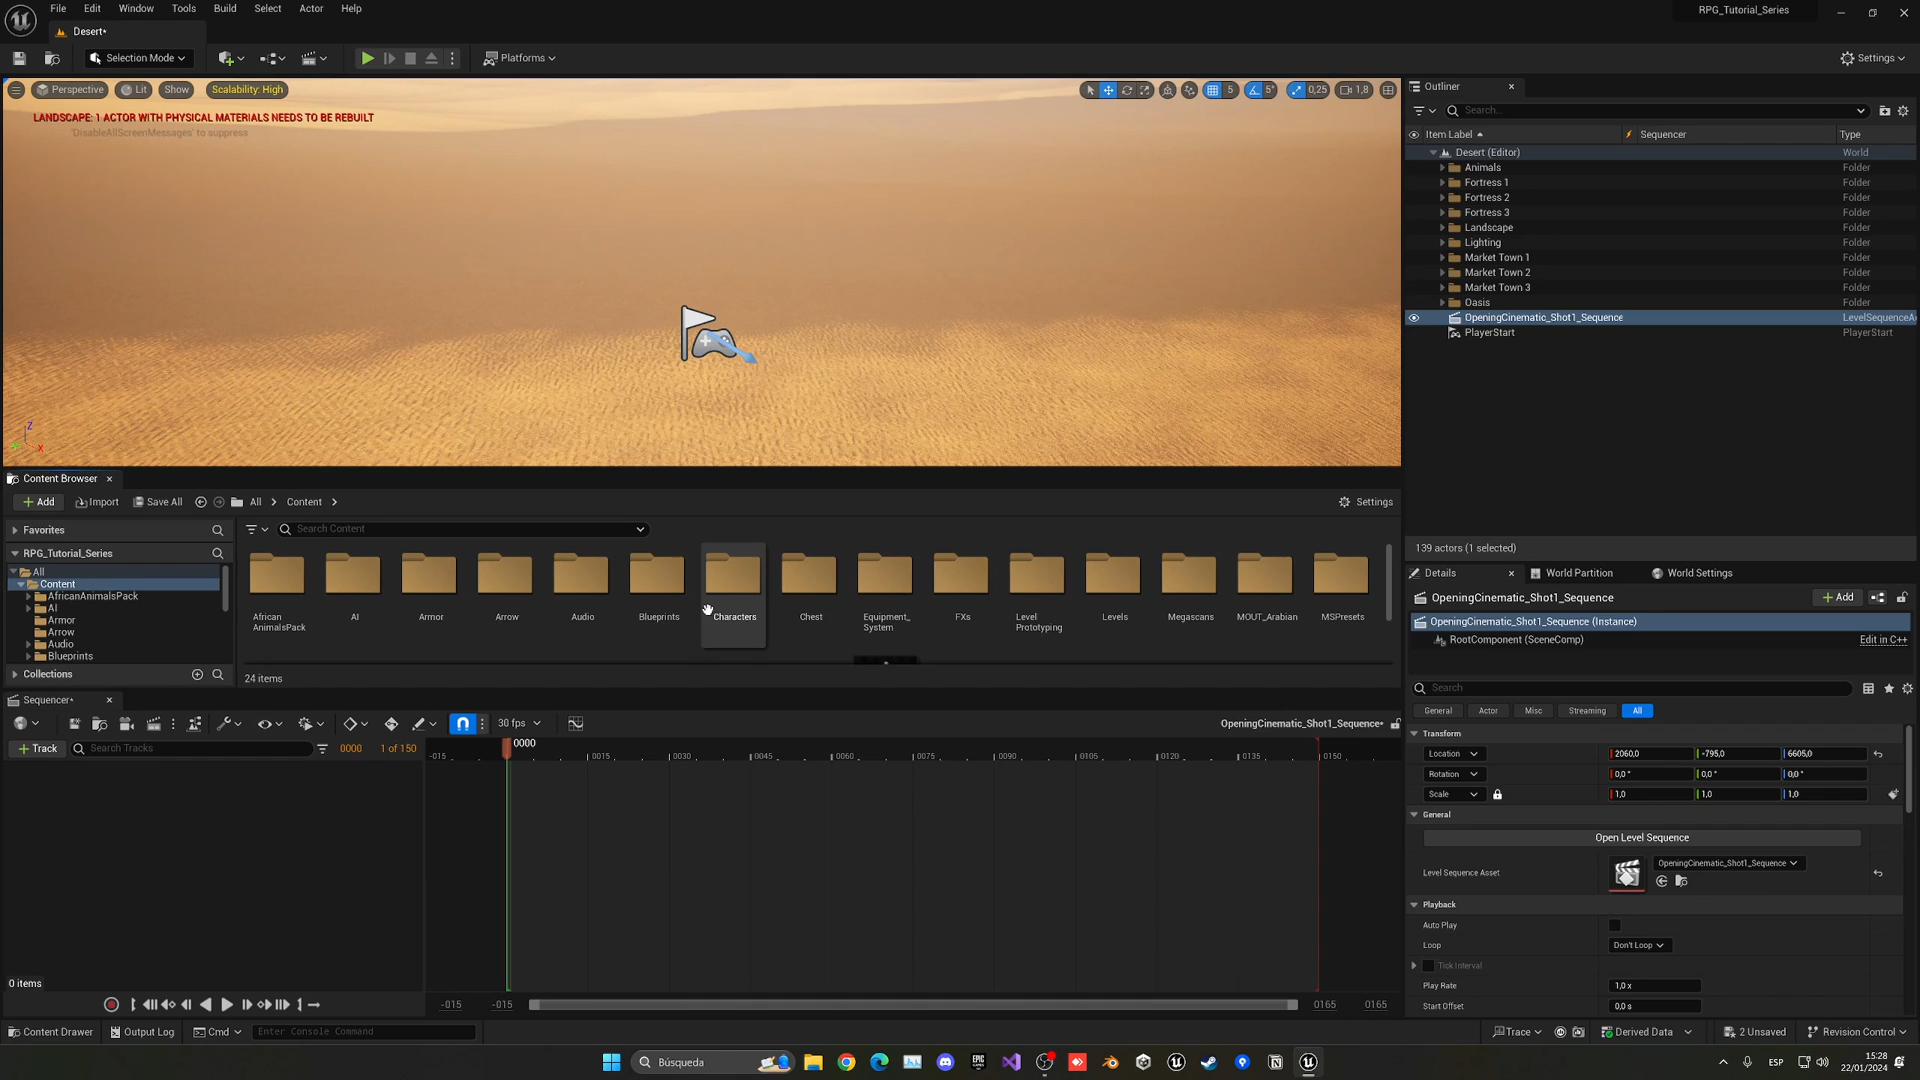 File Edit Window Tools Build Select Actor Help
RPG_Tutorial_Series
Desert*
Selection Mode
Platforms
Settings
Perspective Lit Show Scalability: High
5 5° 0,25 1,8
LANDSCAPE: 1 ACTOR WITH PHYSICAL MATERIALS NEEDS TO BE REBUILT
'DisableAllScreenMessages' to suppress
Z
X
Outliner
Search...
Item Label Sequencer Type
Desert (Editor) World
Animals Folder
Fortress 1 Folder
Fortress 2 Folder
Fortress 3 Folder
Landscape Folder
Lighting Folder
Market Town 1 Folder
Market Town 2 Folder
Market Town 3 Folder
Oasis Folder
OpeningCinematic_Shot1_Sequence LevelSequenceA
PlayerStart PlayerStart
139 actors (1 selected)
Content Browser
Add Import Save All All Content Settings
Favorites
Search Content
RPG_Tutorial_Series
All
Content
AfricanAnimalsPack
AI
Armor
Arrow
Audio
Blueprints
Collections
African AnimalsPack
AI
Armor
Arrow
Audio
Blueprints
Characters
Chest
Equipment_System
FXs
Level Prototyping
Levels
Megascans
MOUT_Arabian
MSPresets
24 items
Sequencer*
30 fps
OpeningCinematic_Shot1_Sequence*
Track Search Tracks 0000 1 of 150
0000
-015 0015 0030 0045 0060 0075 0090 0105 0120 0135 0150
0 items
-015 -015 0165 0165
Details World Partition World Settings
OpeningCinematic_Shot1_Sequence Add
OpeningCinematic_Shot1_Sequence (Instance)
RootComponent (SceneComp) Edit in C++
Search
General Actor Misc Streaming All
Transform
Location 2060,0 -795,0 6605,0
Rotation 0,0 ° 0,0 ° 0,0 °
Scale 1,0 1,0 1,0
General
Open Level Sequence
Level Sequence Asset OpeningCinematic_Shot1_Sequence
Playback
Auto Play
Loop Don't Loop
Tick Interval
Play Rate 1,0 x
Start Offset 0,0 s
Content Drawer Output Log Cmd Enter Console Command
Trace Derived Data 2 Unsaved Revision Control
Búsqueda
EPIC GAMES
ESP
15:28
22/01/2024